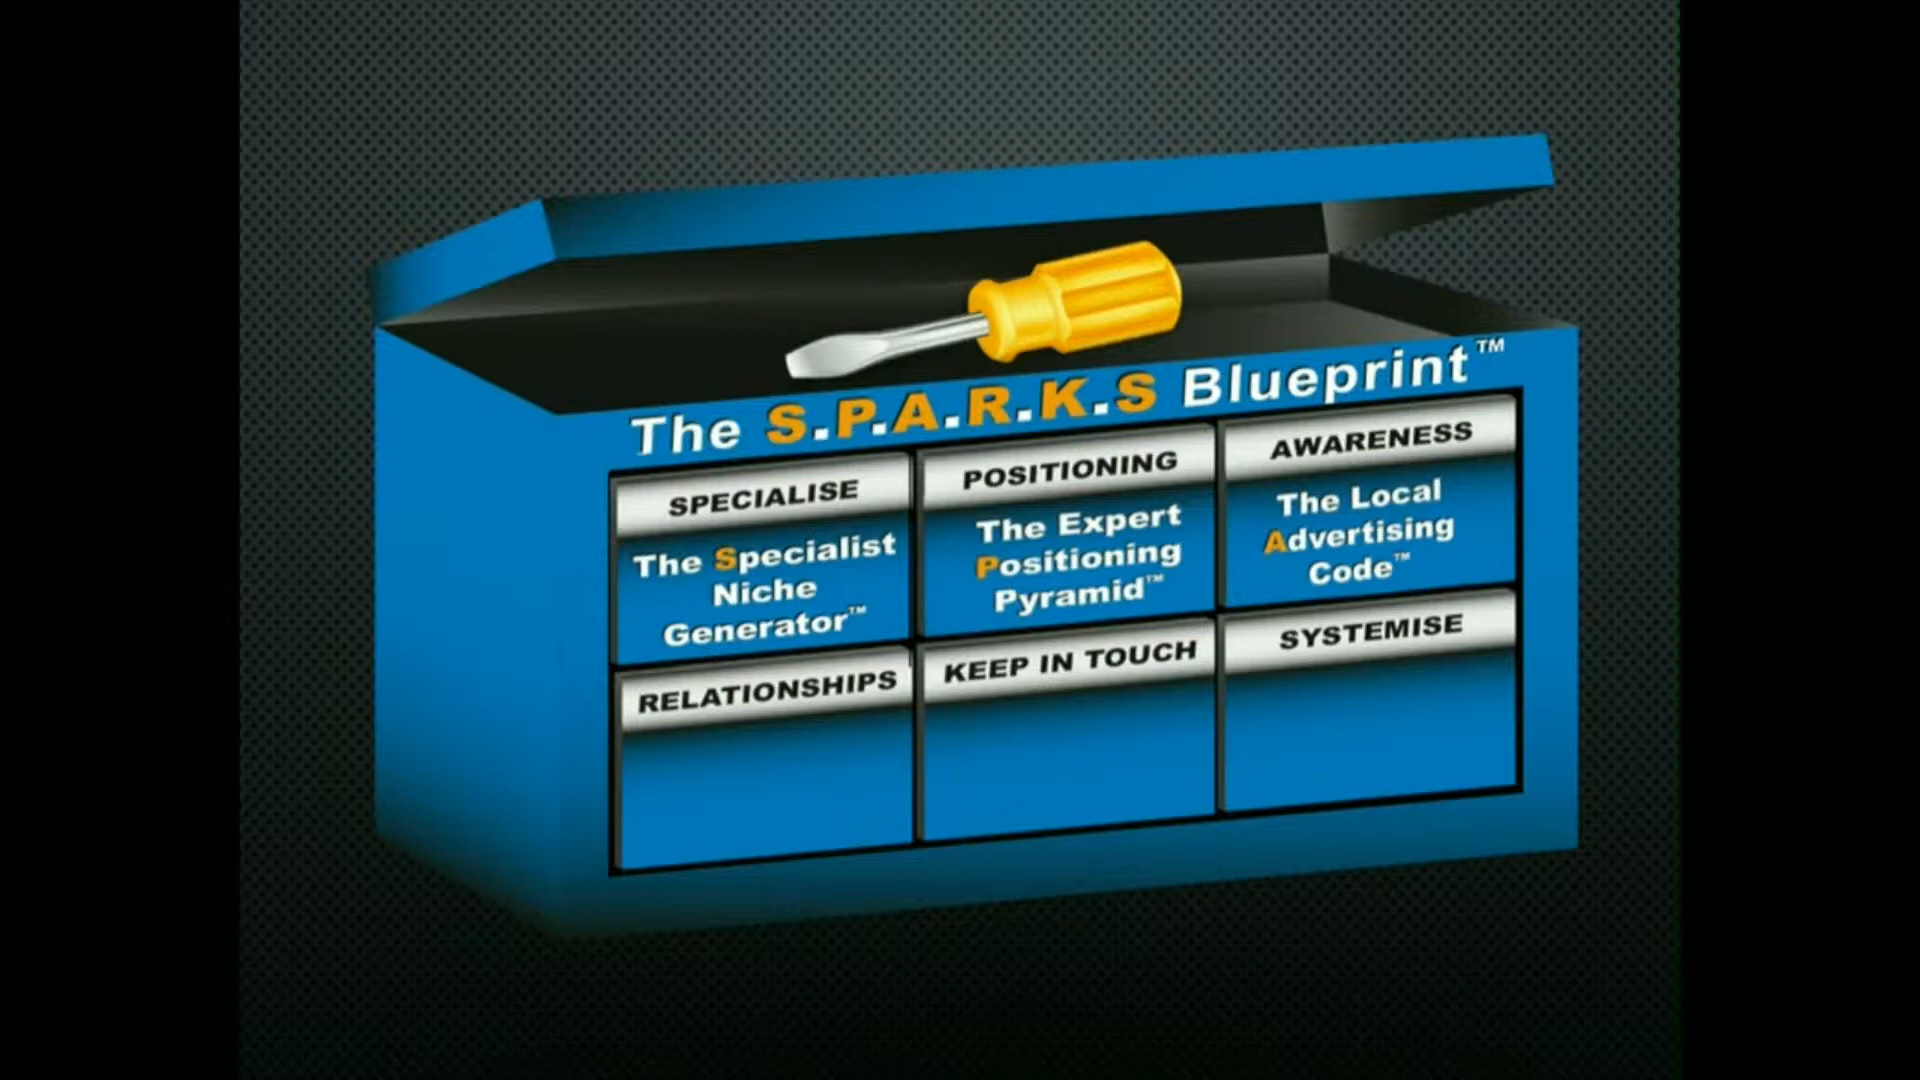 The S.P.A.R.K.S Blueprint™
SPECIALISE
The Specialist
Niche
Generator™
POSITIONING
The Expert
Positioning
Pyramid™
AWARENESS
The Local
Advertising
Code™
RELATIONSHIPS
KEEP IN TOUCH
SYSTEMISE